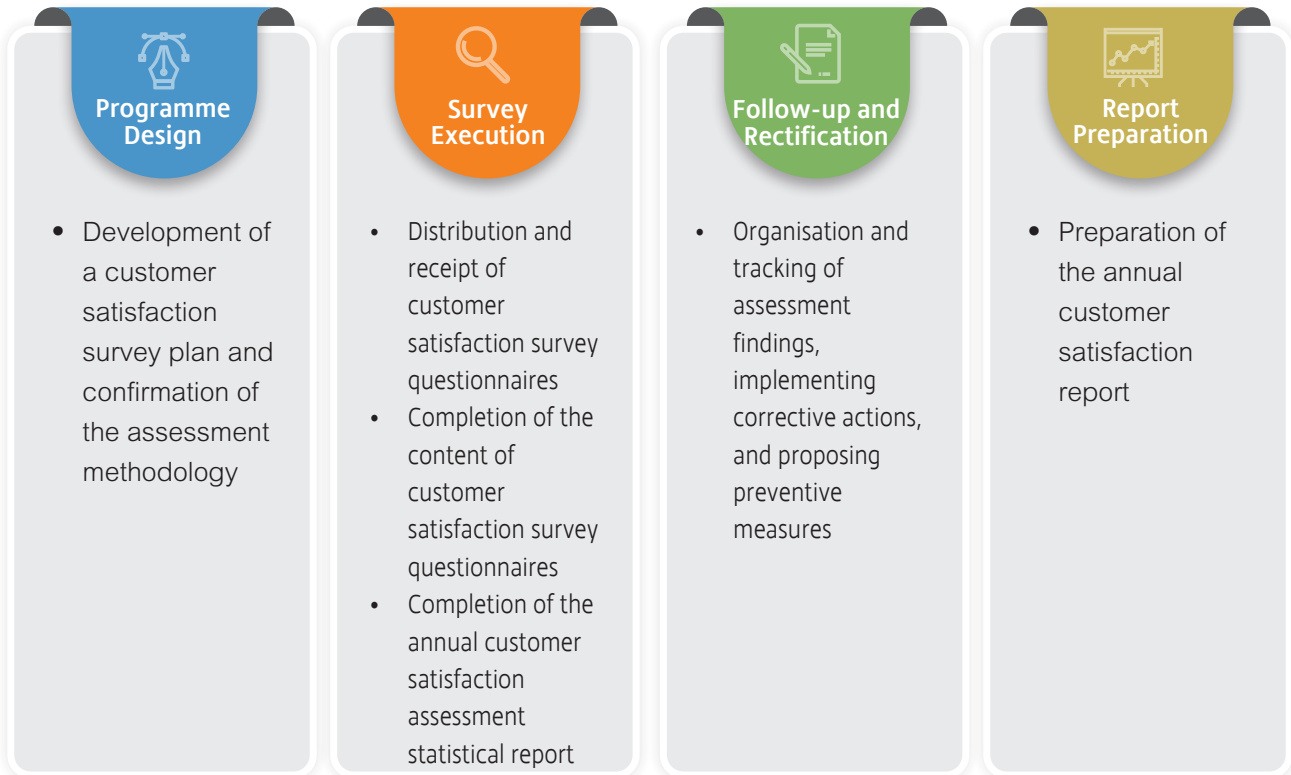 Programme
Design
• Development of
a customer
satisfaction
survey plan and
confirmation of
the assessment
methodology
Survey
Execution
• Distribution and
receipt of
customer
satisfaction survey
questionnaires
• Completion of the
content of
customer
satisfaction survey
questionnaires
• Completion of the
annual customer
satisfaction
assessment
statistical report
Follow-up and
Rectification
• Organisation and
tracking of
assessment
findings,
implementing
corrective actions,
and proposing
preventive
measures
Report
Preparation
• Preparation of
the annual
customer
satisfaction
report